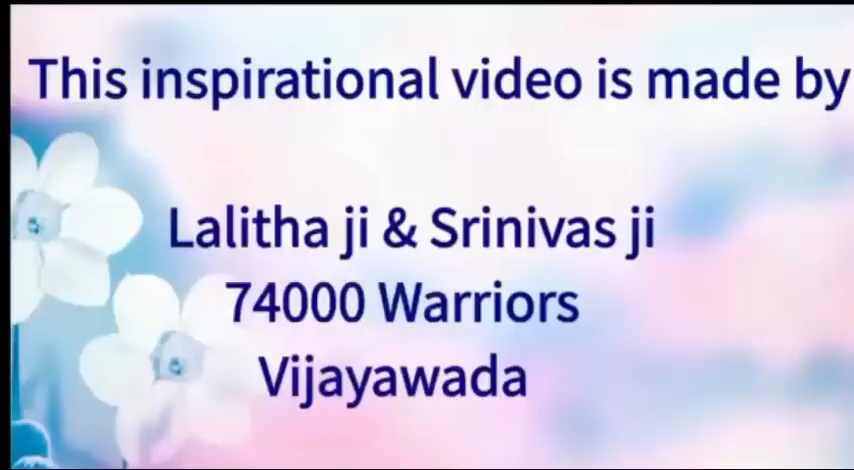 This inspirational video is made by
Lalitha ji & Srinivas ji
74000 Warriors
Vijayawada